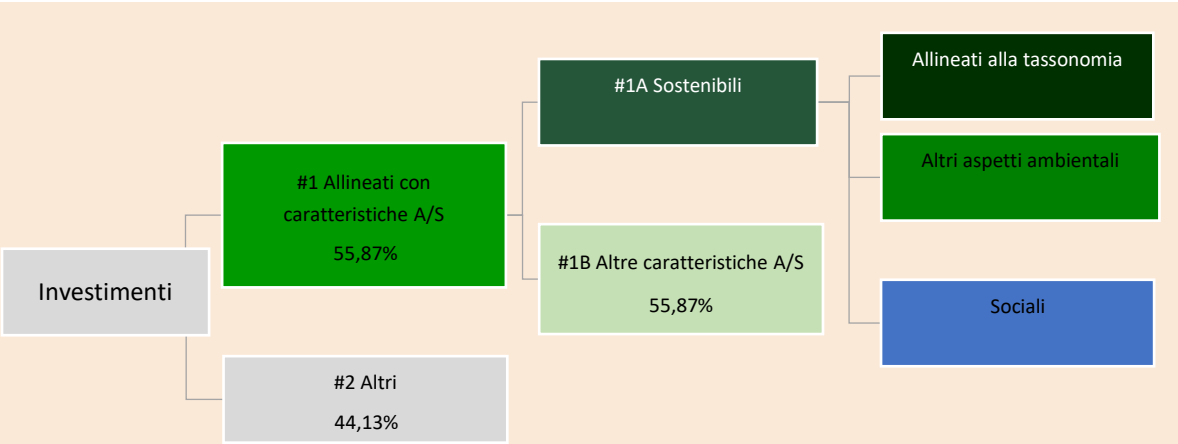 Investimenti
#1 Allineati con
caratteristiche A/S
55,87%
#2 Altri
44,13%
#1A Sostenibili
#1B Altre caratteristiche A/S
55,87%
Allineati alla tassonomia
Altri aspetti ambientali
Sociali